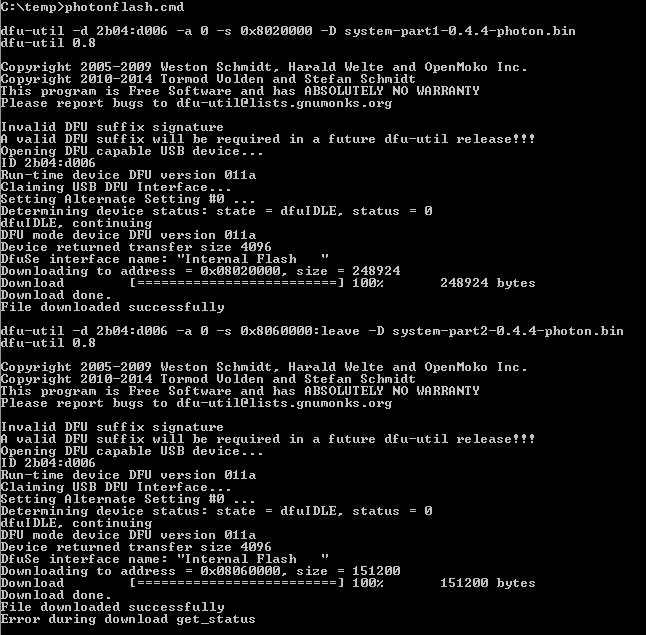 C:\temp>photonflash.cmd
dfu-util -d 2b04:d006 -a 0 -s 0x8020000 -D system-part1-0.4.4-photon.bin
dfu-util 0.8
Copyright 2005-2009 Weston Schmidt, Harald Welte and OpenMoko Inc.
Copyright 2010-2014 Tormod Volden and Stefan Schmidt
This program is Free Software and has ABSOLUTELY NO WARRANTY
Please report bugs to dfu-util@lists.gnumonks.org
Invalid DFU suffix signature
A valid DFU suffix will be required in a future dfu-util release!!!
Opening DFU capable USB device...
ID 2b04:d006
Run-time device DFU version 011a
Claiming USB DFU Interface...
Setting Alternate Setting #0 ...
Determining device status: state = dfuIDLE, status = 0
dfuIDLE, continuing
DFU mode device DFU version 011a
Device returned transfer size 4096
DfuSe interface name: "Internal Flash   "
Downloading to address = 0x08020000, size = 248924
Download        [=========================] 100%       248924 bytes
Download done.
File downloaded successfully
dfu-util -d 2b04:d006 -a 0 -s 0x8060000:leave -D system-part2-0.4.4-photon.bin
dfu-util 0.8
Copyright 2005-2009 Weston Schmidt, Harald Welte and OpenMoko Inc.
Copyright 2010-2014 Tormod Volden and Stefan Schmidt
This program is Free Software and has ABSOLUTELY NO WARRANTY
Please report bugs to dfu-util@lists.gnumonks.org
Invalid DFU suffix signature
A valid DFU suffix will be required in a future dfu-util release!!!
Opening DFU capable USB device...
ID 2b04:d006
Run-time device DFU version 011a
Claiming USB DFU Interface...
Setting Alternate Setting #0 ...
Determining device status: state = dfuIDLE, status = 0
dfuIDLE, continuing
DFU mode device DFU version 011a
Device returned transfer size 4096
DfuSe interface name: "Internal Flash   "
Downloading to address = 0x08060000, size = 151200
Download        [=========================] 100%       151200 bytes
Download done.
File downloaded successfully
Error during download get_status